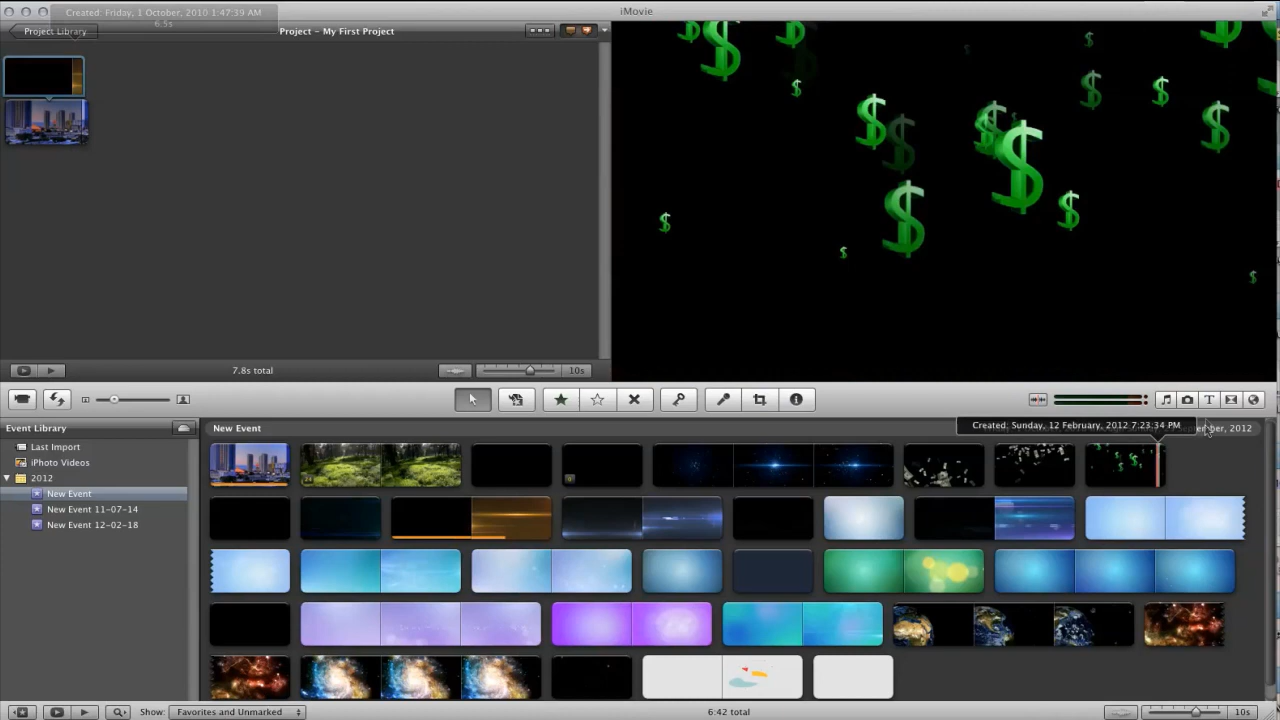 Created: Friday, 1 October, 2010 1:47:39 AM
6.5s
iMovie
Project Library
Project – My First Project
7.8s total
10s
Event Library
New Event
Created: Sunday, 12 February, 2012 7:23:34 PM
ember, 2012
Last Import
iPhoto Videos
2012
New Event
New Event 11-07-14
New Event 12-02-18
Show:
Favorites and Unmarked
6:42 total
10s